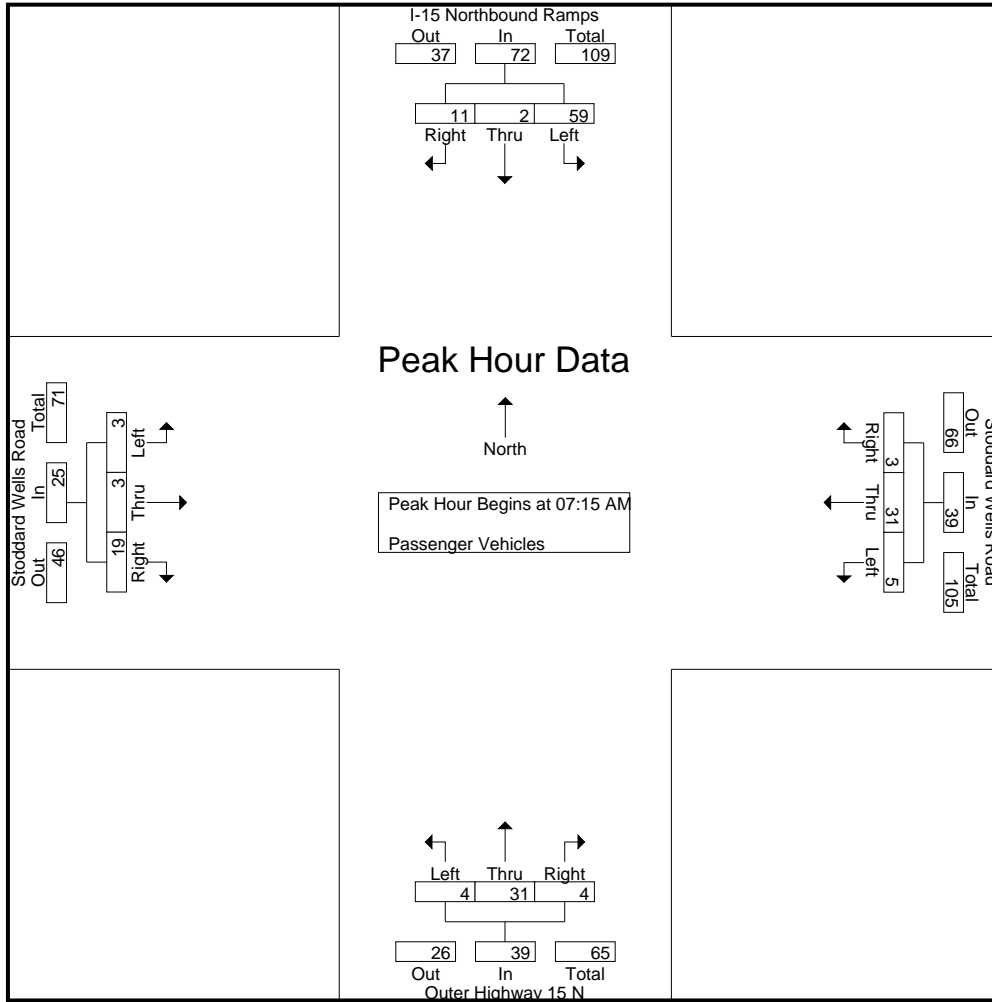 I-15 Northbound Ramps
Out In Total
37 72 109
11 2 59
Right Thru Left
Peak Hour Data
North
Peak Hour Begins at 07:15 AM
Passenger Vehicles
Stoddard Wells Road
Total In Out
71 25 46
3 3 19
Left Thru Right
Stoddard Wells Road
Out In Total
66 39 105
3 31 5
Right Thru Left
Left Thru Right
4 31 4
26 39 65
Out In Total
Outer Highway 15 N